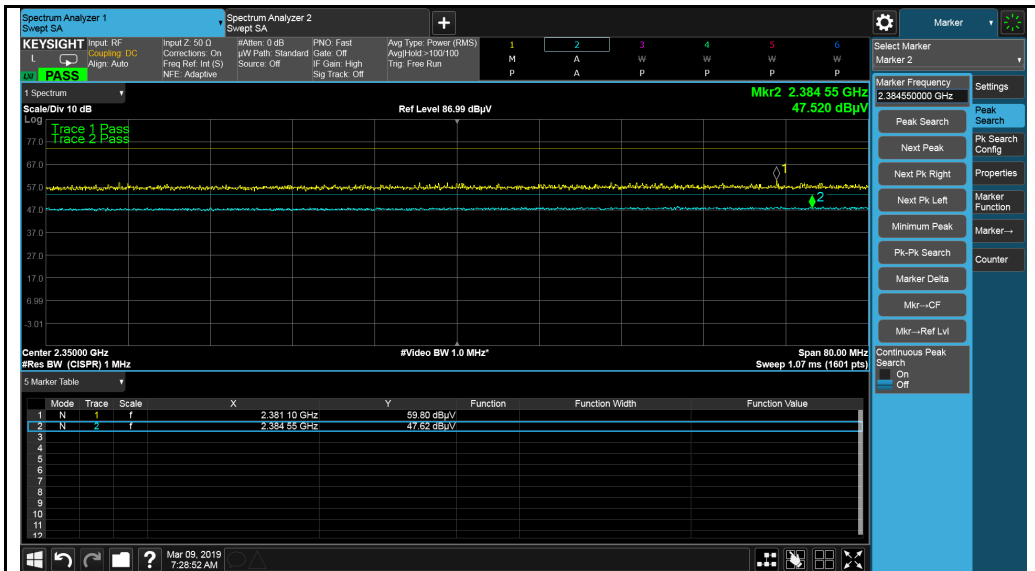 Spectrum Analyzer 1
Swept SA
Spectrum Analyzer 2
Swept SA
+
Marker
KEYSIGHT
L
LXI
PASS
Input: RF
Coupling: DC
Align: Auto
Input Z: 50 Ω
Corrections: On
Freq Ref: Int (S)
NFE: Adaptive
#Atten: 0 dB
µW Path: Standard
Source: Off
PNO: Fast
Gate: Off
IF Gain: High
Sig Track: Off
Avg Type: Power (RMS)
Avg|Hold:>100/100
Trig: Free Run
1 2 3 4 5 6
M A W W W W
P A P P P P
Select Marker
Marker 2
1 Spectrum
Scale/Div 10 dB
Log
Ref Level 86.99 dBµV
Mkr2 2.384 55 GHz
47.520 dBµV
Trace 1 Pass
Trace 2 Pass
77.0
67.0
57.0
47.0
37.0
27.0
17.0
6.99
-3.01
1
2
Center 2.35000 GHz
#Res BW (CISPR) 1 MHz
#Video BW 1.0 MHz*
Span 80.00 MHz
Sweep 1.07 ms (1601 pts)
5 Marker Table
Mode Trace Scale X Y Function Function Width Function Value
1 N 1 f 2.381 10 GHz 59.80 dBµV
2 N 2 f 2.384 55 GHz 47.62 dBµV
3
4
5
6
7
8
9
10
11
12
Marker Frequency
2.384550000 GHz
Peak Search
Next Peak
Next Pk Right
Next Pk Left
Minimum Peak
Pk-Pk Search
Marker Delta
Mkr→CF
Mkr→Ref Lvl
Continuous Peak
Search
On
Off
Settings
Peak
Search
Pk Search
Config
Properties
Marker
Function
Marker→
Counter
?
Mar 09, 2019
7:28:52 AM